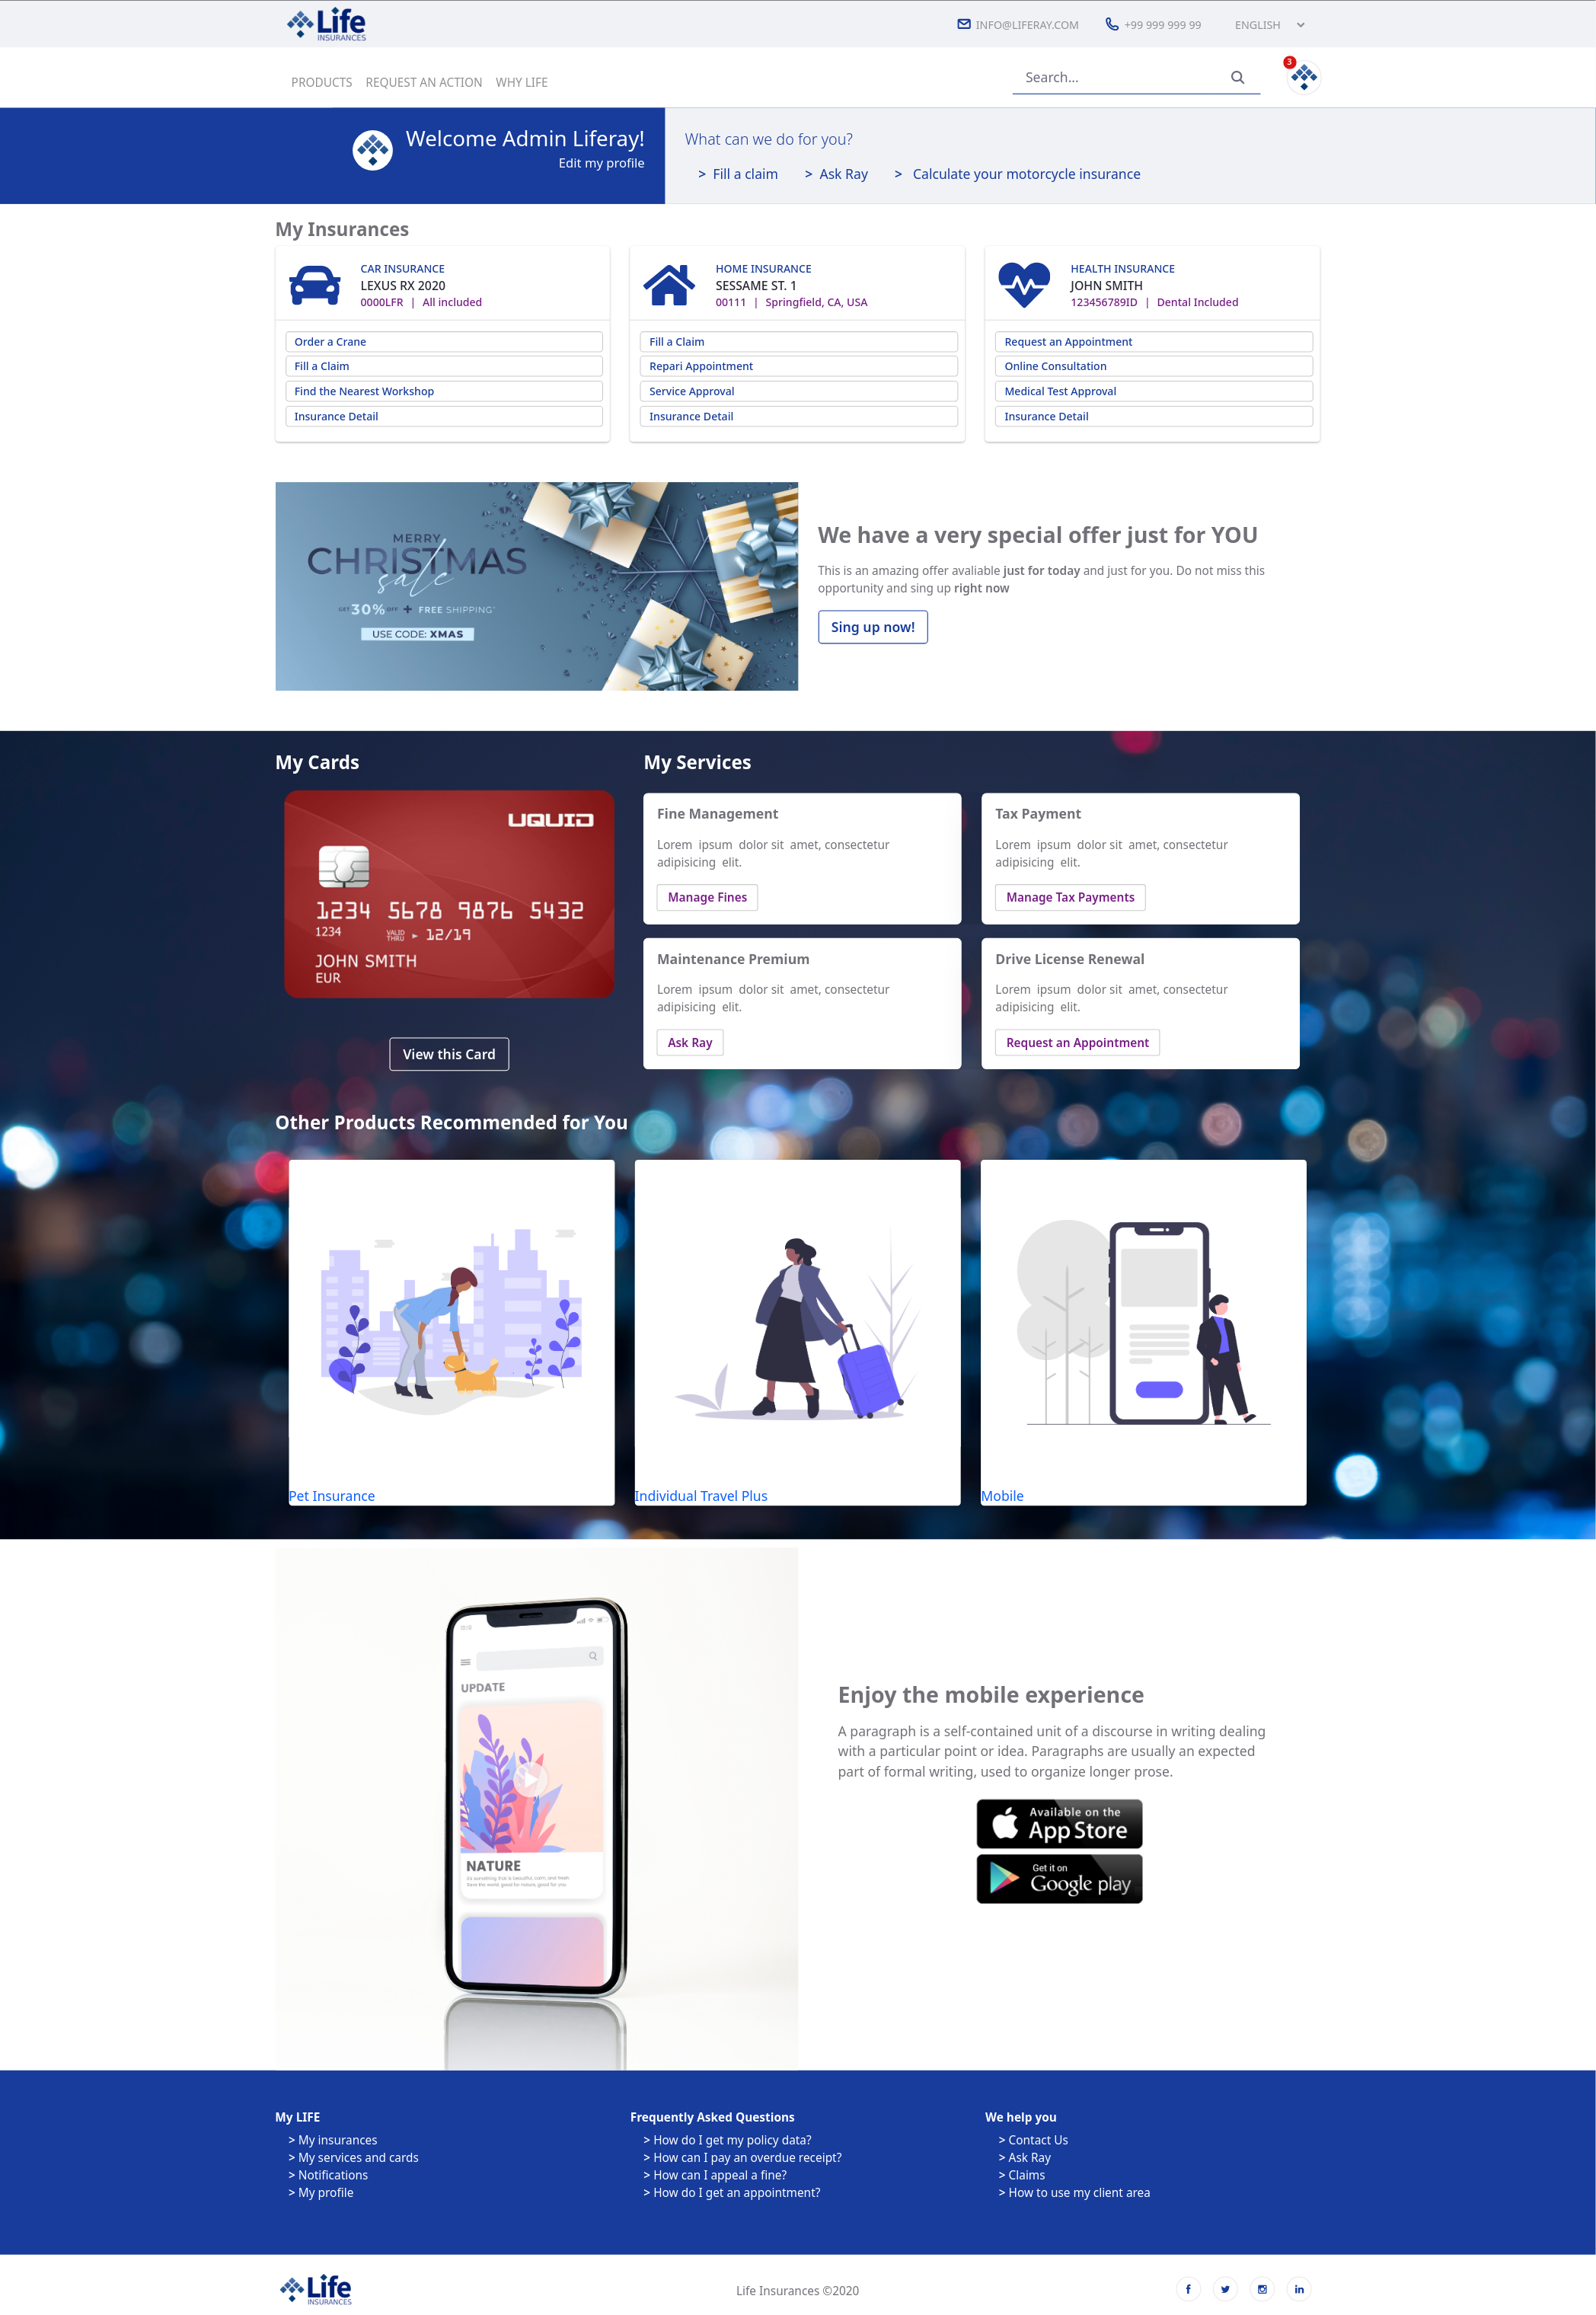 Life
INSURANCES
INFO@LIFERAY.COM
+99 999 999 99
ENGLISH
PRODUCTS REQUEST AN ACTION WHY LIFE
Search...
3
Welcome Admin Liferay!
Edit my profile
What can we do for you?
> Fill a claim > Ask Ray > Calculate your motorcycle insurance
My Insurances
CAR INSURANCE
LEXUS RX 2020
0000LFR | All included
Order a Crane
Fill a Claim
Find the Nearest Workshop
Insurance Detail
HOME INSURANCE
SESSAME ST. 1
00111 | Springfield, CA, USA
Fill a Claim
Repari Appointment
Service Approval
Insurance Detail
HEALTH INSURANCE
JOHN SMITH
123456789ID | Dental Included
Request an Appointment
Online Consultation
Medical Test Approval
Insurance Detail
MERRY
CHRISTMAS
sale
GET 30% OFF + FREE SHIPPING*
USE CODE: XMAS
We have a very special offer just for YOU
This is an amazing offer avaliable just for today and just for you. Do not miss this
opportunity and sing up right now
Sing up now!
My Cards
UQUID
1234 5678 9876 5432
1234
VALID THRU ► 12/19
JOHN SMITH
EUR
View this Card
My Services
Fine Management
Lorem ipsum dolor sit amet, consectetur
adipisicing elit.
Manage Fines
Tax Payment
Lorem ipsum dolor sit amet, consectetur
adipisicing elit.
Manage Tax Payments
Maintenance Premium
Lorem ipsum dolor sit amet, consectetur
adipisicing elit.
Ask Ray
Drive License Renewal
Lorem ipsum dolor sit amet, consectetur
adipisicing elit.
Request an Appointment
Other Products Recommended for You
Pet Insurance
Individual Travel Plus
Mobile
UPDATE
NATURE
Enjoy the mobile experience
A paragraph is a self-contained unit of a discourse in writing dealing
with a particular point or idea. Paragraphs are usually an expected
part of formal writing, used to organize longer prose.
Available on the
App Store
Get it on
Google play
My LIFE
> My insurances
> My services and cards
> Notifications
> My profile
Frequently Asked Questions
> How do I get my policy data?
> How can I pay an overdue receipt?
> How can I appeal a fine?
> How do I get an appointment?
We help you
> Contact Us
> Ask Ray
> Claims
> How to use my client area
Life
INSURANCES
Life Insurances ©2020